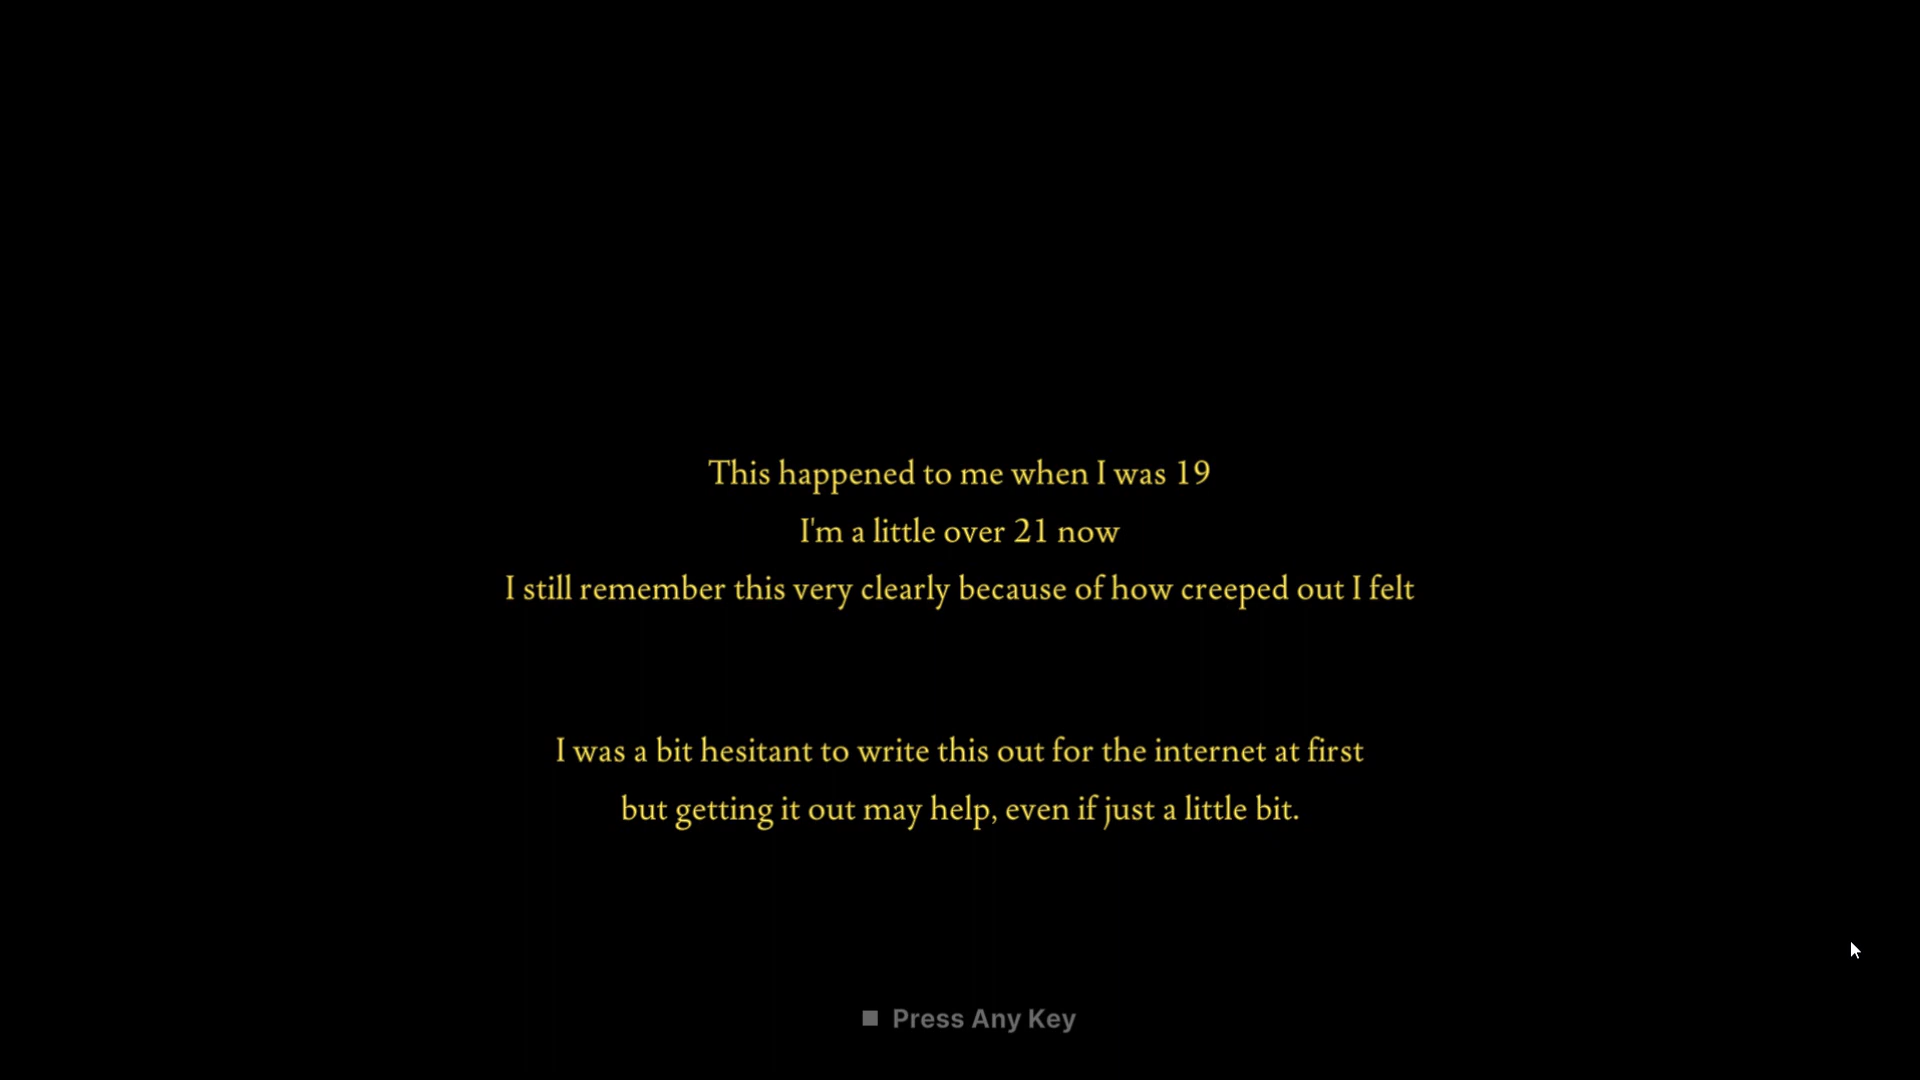 This happened to me when I was 19
I'm a little over 21 now
I still remember this very clearly because of how creeped out I felt
I was a bit hesitant to write this out for the internet at first
but getting it out may help, even if just a little bit.
Press Any Key